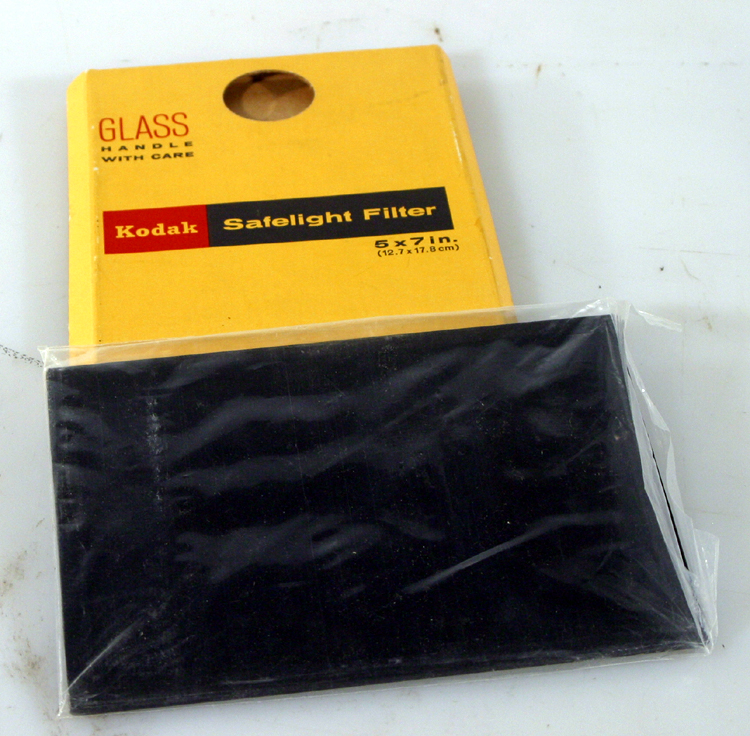 GLASS
HANDLE
WITH CARE
Kodak Safelight Filter
5 x 7 in.
(12.7 x 17.8 cm)